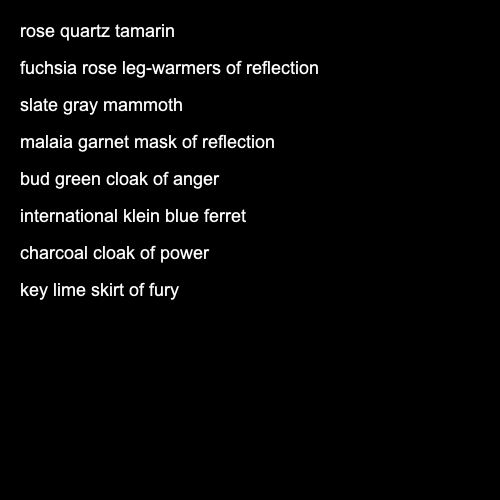 rose quartz tamarin
fuchsia rose leg-warmers of reflection
slate gray mammoth
malaia garnet mask of reflection
bud green cloak of anger
international klein blue ferret
charcoal cloak of power
key lime skirt of fury